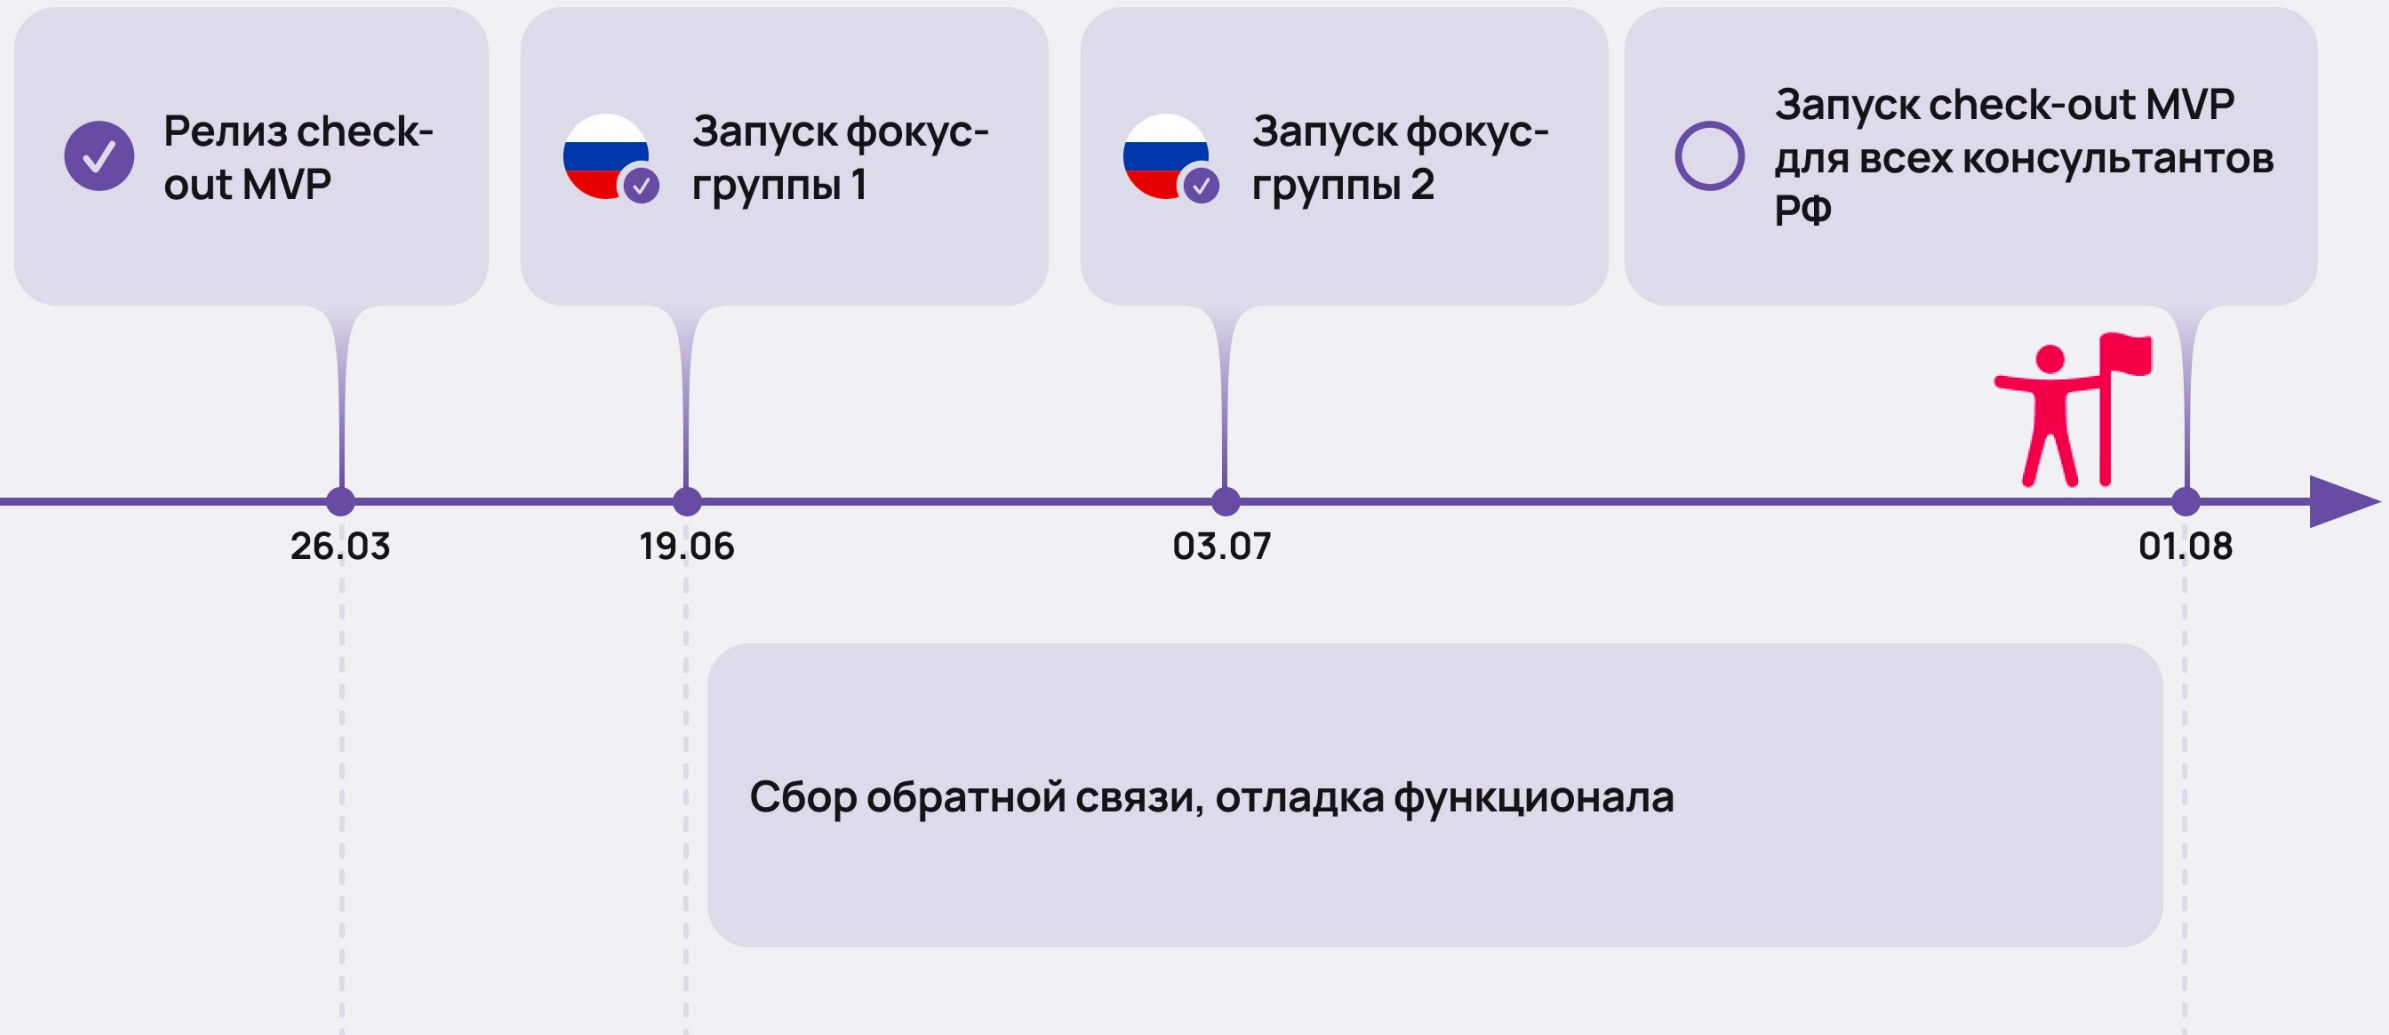 Релиз check-
out MVP
Запуск фокус-
группы 1
Запуск фокус-
группы 2
Запуск check-out MVP
для всех консультантов
РФ
26.03
19.06
03.07
01.08
Сбор обратной связи, отладка функционала